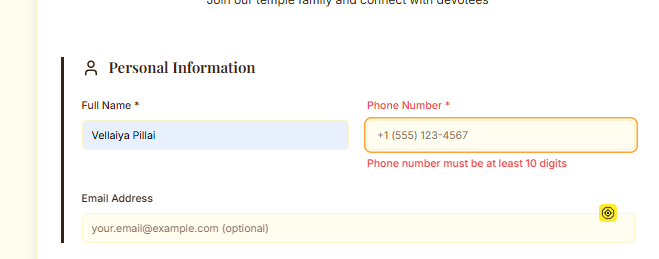 Join our temple family and connect with devotees
Personal Information
Full Name *
Phone Number *
Vellaiya Pillai
+1 (555) 123-4567
Phone number must be at least 10 digits
Email Address
your.email@example.com (optional)